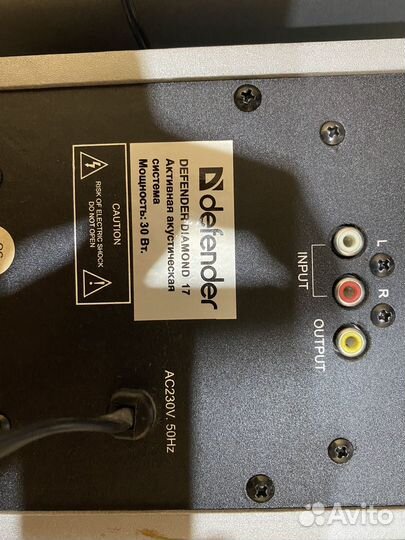 defender
DEFENDER DIAMOND 17
Активная акустическая
система
Мощность: 30 Вт.
CAUTION
RISK OF ELECTRIC SHOCK
DO NOT OPEN
AC230V. 50Hz
L
R
INPUT
OUTPUT
Avito